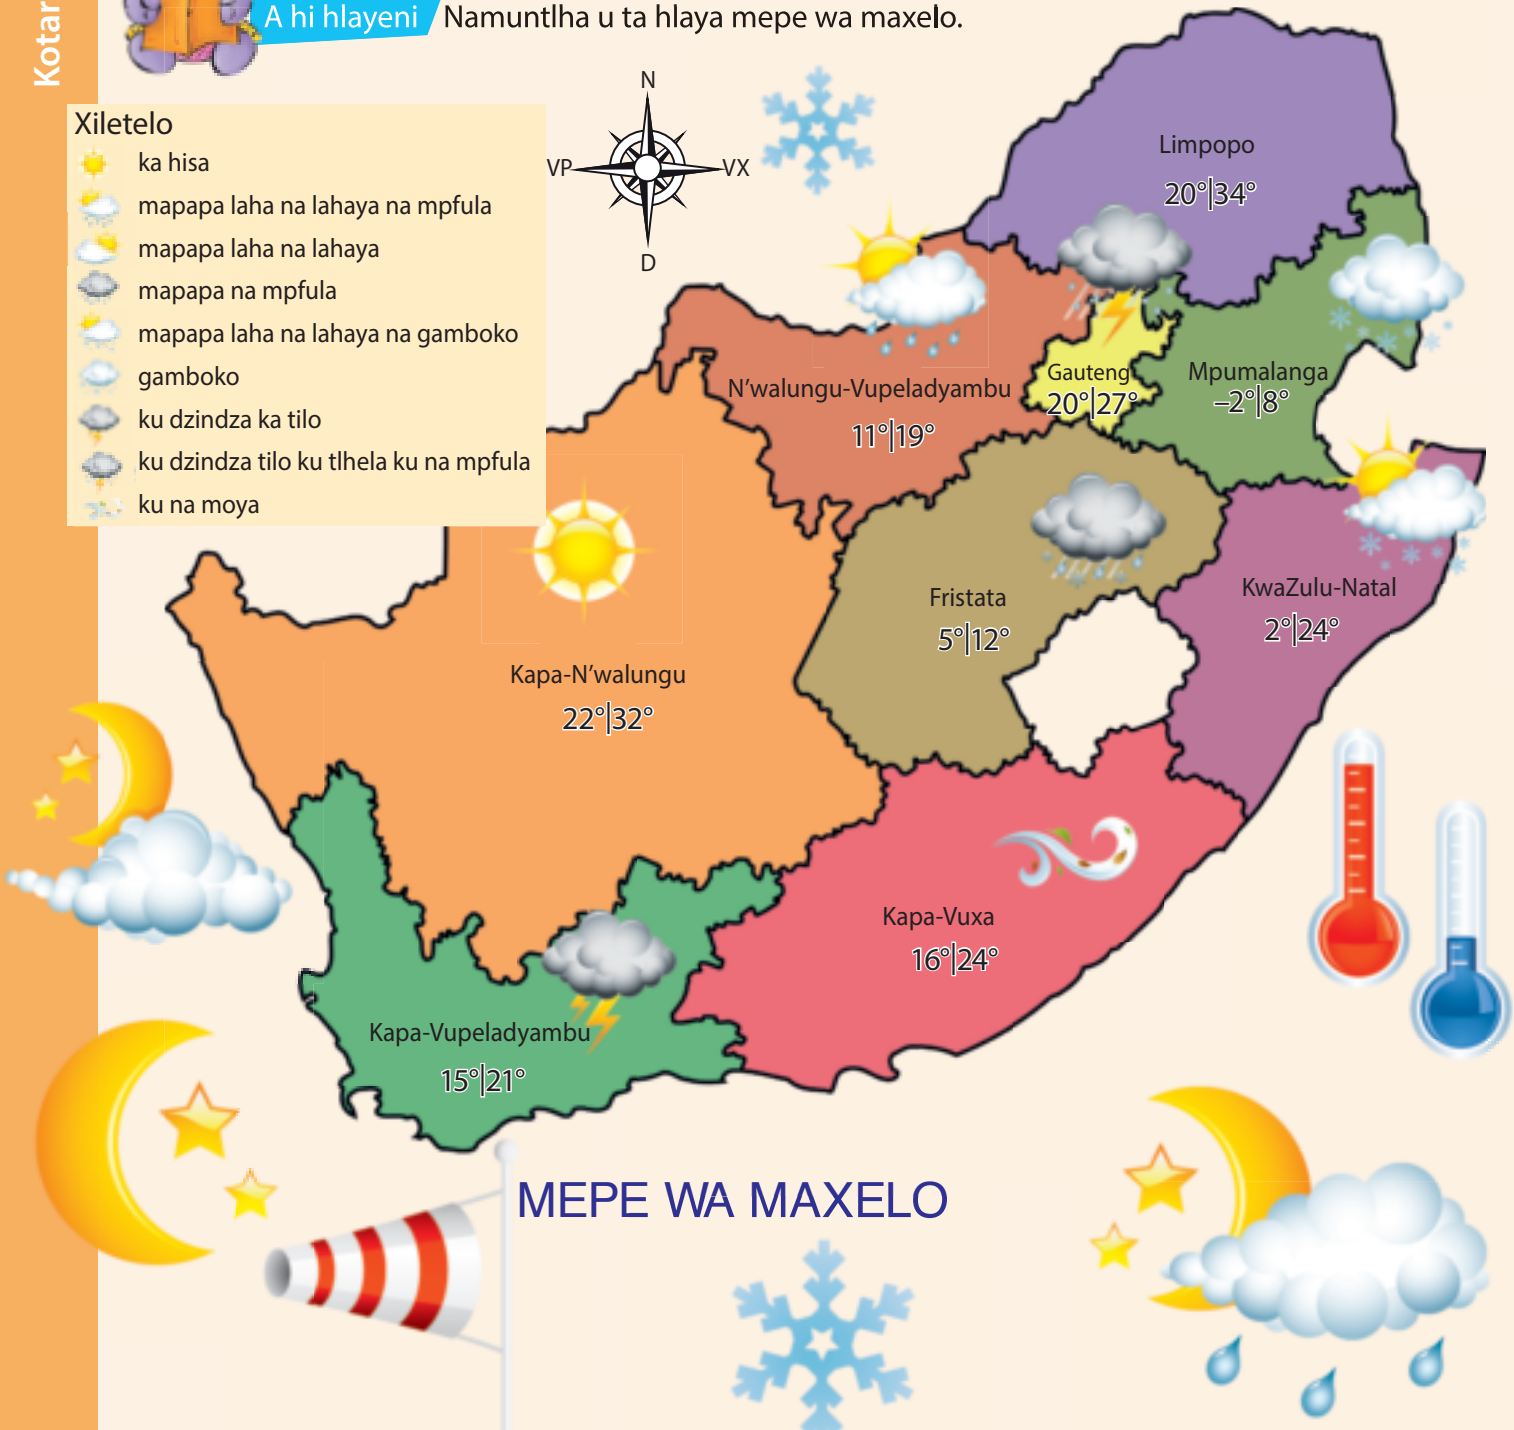 Kotar
A hi hlayeni
Namuntlha u ta hlaya mepe wa maxelo.
Xiletelo
ka hisa
mapapa laha na lahaya na mpfula
mapapa laha na lahaya
mapapa na mpfula
mapapa laha na lahaya na gamboko
gamboko
ku dzindza ka tilo
ku dzindza tilo ku tlhela ku na mpfula
ku na moya
N
VP
VX
D
Limpopo
20°|34°
N'walungu-Vupeladyambu
11°|19°
Gauteng
20°|27°
Mpumalanga
–2°|8°
Fristata
5°|12°
KwaZulu-Natal
2°|24°
Kapa-N'walungu
22°|32°
Kapa-Vuxa
16°|24°
Kapa-Vupeladyambu
15°|21°
MEPE WA MAXELO